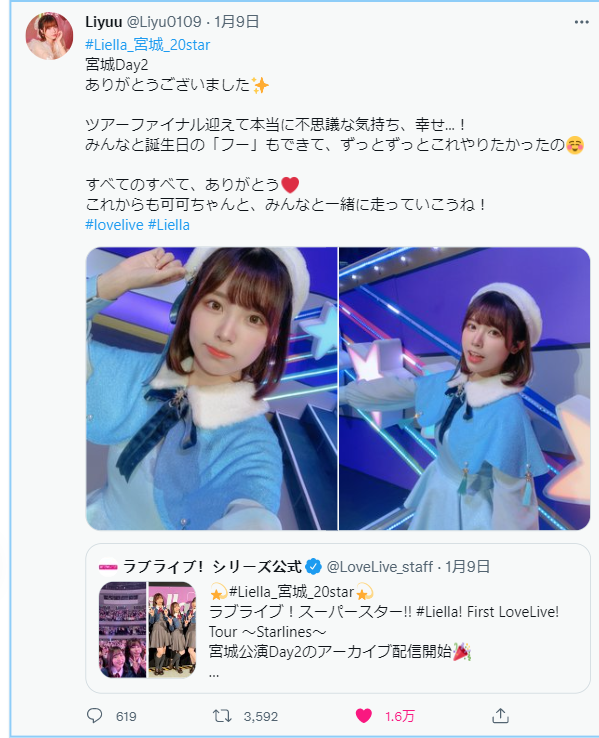 Liyuu @Liyu0109 · 1月9日
#Liella_宮城_20star
宮城Day2
ありがとうございました✨
ツアーファイナル迎えて本当に不思議な気持ち、幸せ...！
みんなと誕生日の「フー」もできて、ずっとずっとこれやりたかったの☺️
すべてのすべて、ありがとう❤️
これからも可可ちゃんと、みんなと一緒に走っていこうね！
#lovelive #Liella
ラブライブ！シリーズ公式 @LoveLive_staff · 1月9日
💫#Liella_宮城_20star💫
ラブライブ！スーパースター!! #Liella! First LoveLive!
Tour ～Starlines～
宮城公演Day2のアーカイブ配信開始🎉
...
619 3,592 1.6万